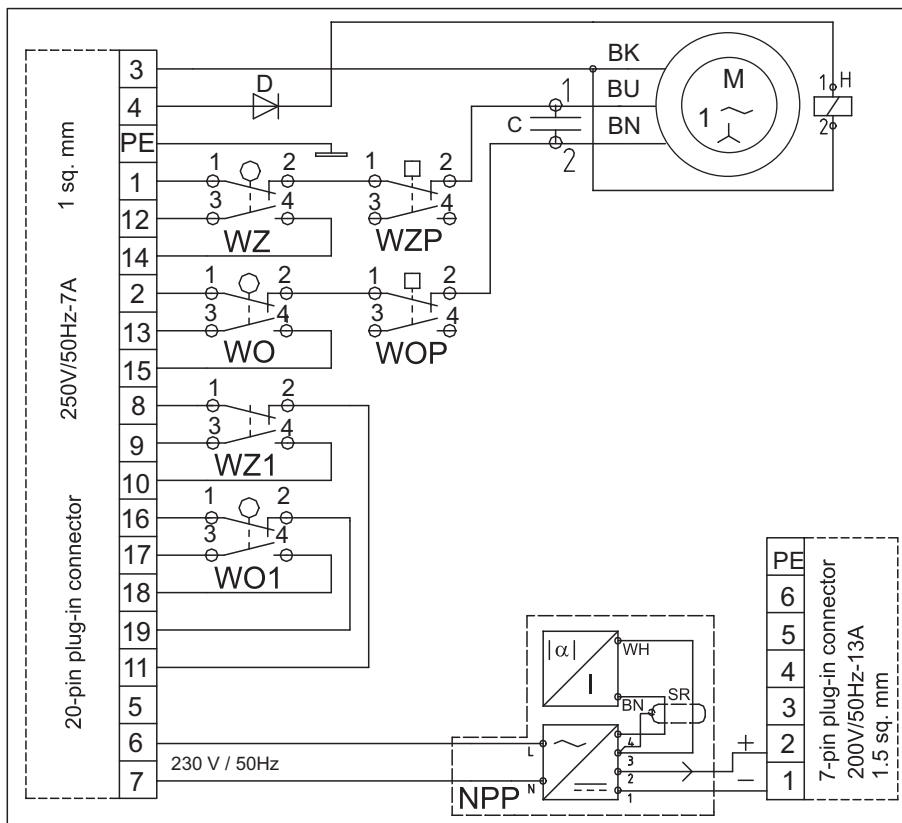 20-pin plug-in connector 250V/50Hz-7A 1 sq. mm
3
4
PE
1
12
14
2
13
15
8
9
10
16
17
18
19
11
5
6
7
D
BK
BU
BN
C
1
2
M
1
1 H
2
1 2
3 4
WZ
1 2
3 4
WZP
1 2
3 4
WO
1 2
3 4
WOP
1 2
3 4
WZ1
1 2
3 4
WO1
230 V / 50Hz
|α|
I
WH
BN
SR
L
N
4
3
2
1
NPP
+
−
PE
6
5
4
3
2
1
7-pin plug-in connector
200V/50Hz-13A
1.5 sq. mm